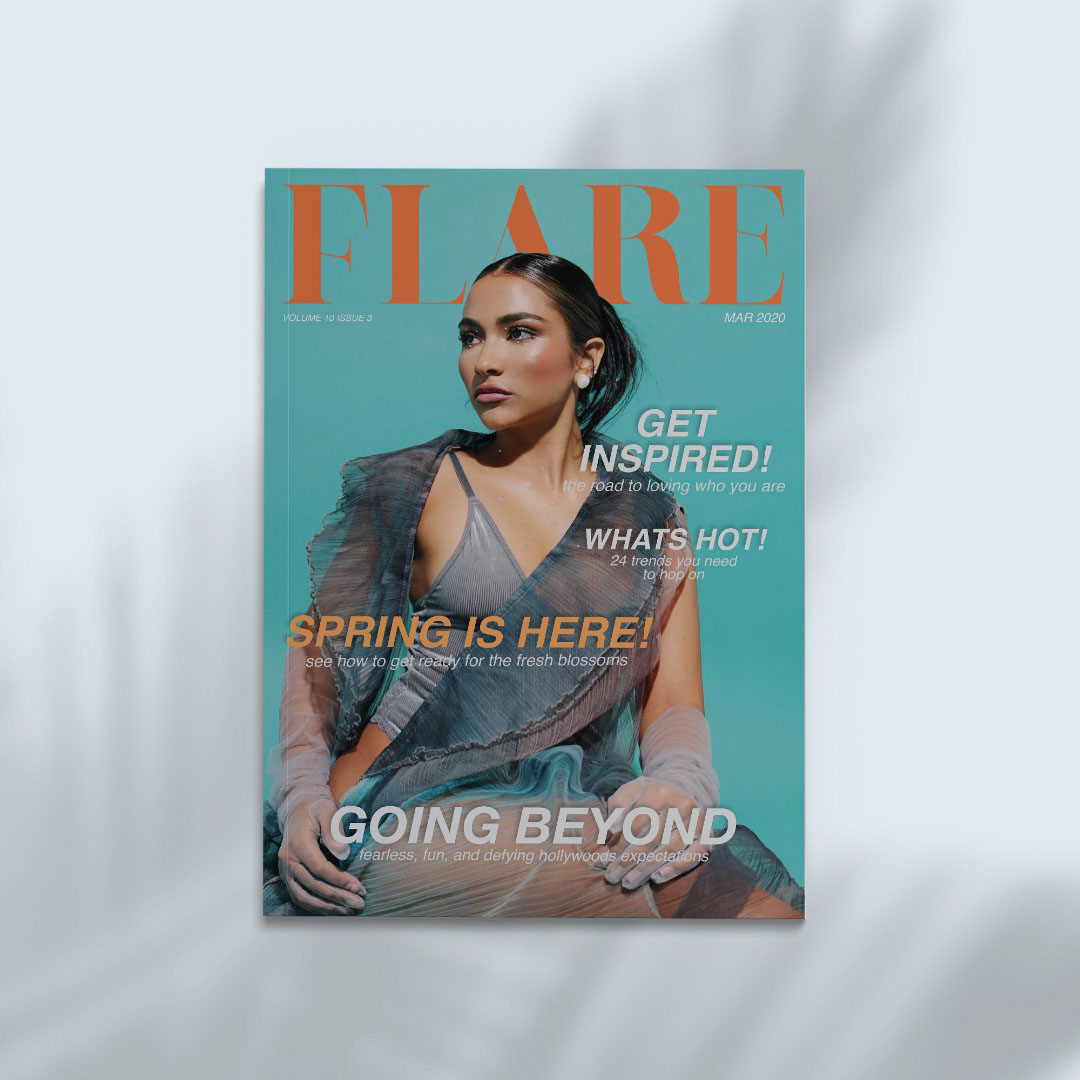 FLARE
VOLUME 10 ISSUE 3
MAR 2020
GET
INSPIRED!
the road to loving who you are
WHATS HOT!
24 trends you need
to hop on
SPRING IS HERE!
see how to get ready for the fresh blossoms
GOING BEYOND
fearless, fun, and defying hollywoods expectations